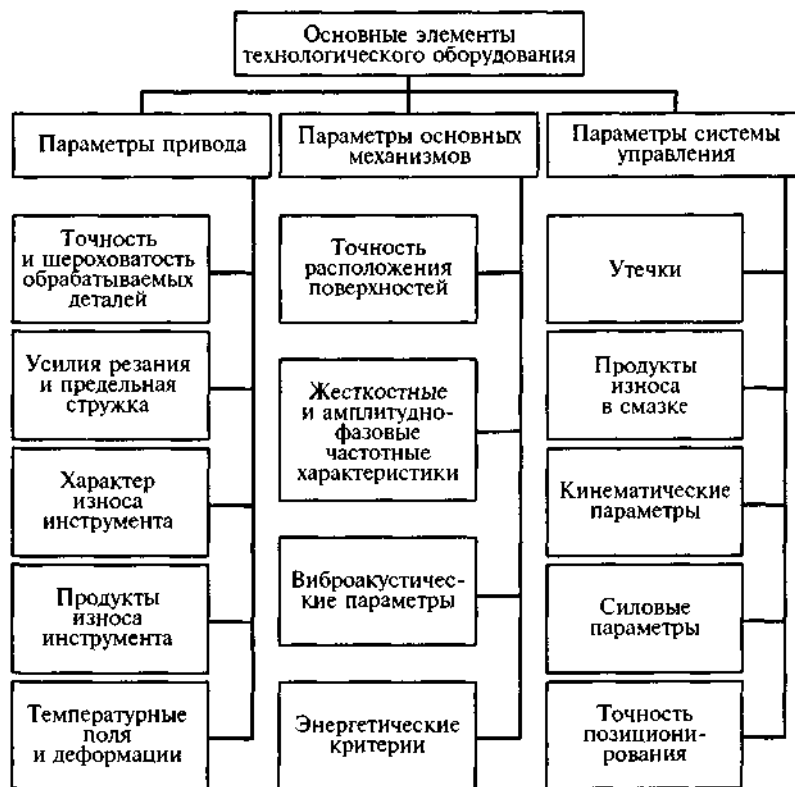 Основные элементы
технологического оборудования
Параметры привода
Параметры основных
механизмов
Параметры системы
управления
Точность
и шероховатость
обрабатываемых
деталей
Усилия резания
и предельная
стружка
Характер
износа
инструмента
Продукты
износа
инструмента
Температурные
поля
и деформации
Точность
расположения
поверхностей
Жесткостные
и амплитудно-
фазовые
частотные
характеристики
Виброакустичес-
кие параметры
Энергетические
критерии
Утечки
Продукты
износа
в смазке
Кинематические
параметры
Силовые
параметры
Точность
позициони-
рования